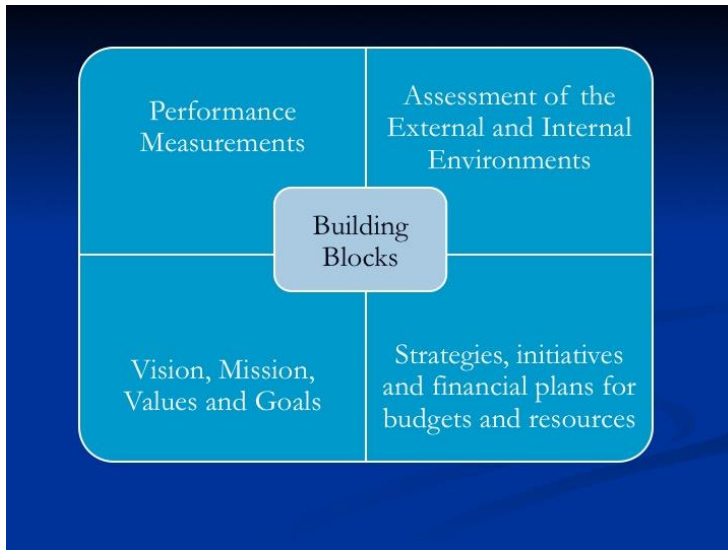 Performance
Measurements
Assessment of the
External and Internal
Environments
Building
Blocks
Vision, Mission,
Values and Goals
Strategies, initiatives
and financial plans for
budgets and resources